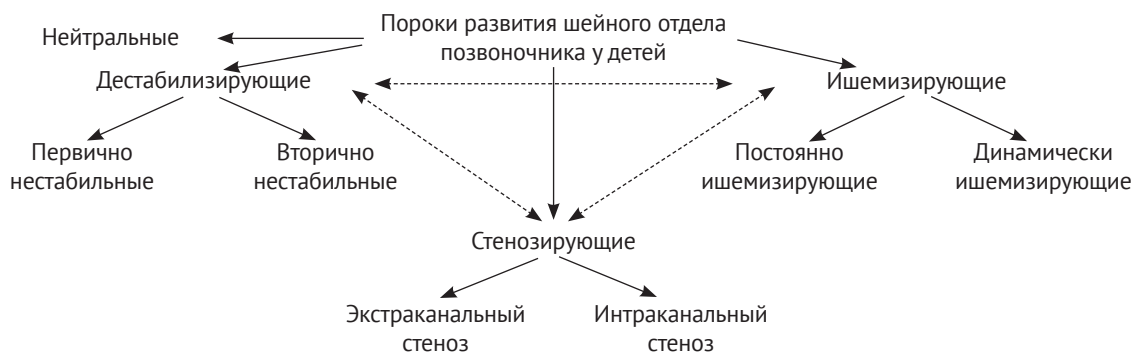 Пороки развития шейного отдела
позвоночника у детей
Нейтральные
Дестабилизирующие
Ишемизирующие
Первично
нестабильные
Вторично
нестабильные
Постоянно
ишемизирующие
Динамически
ишемизирующие
Стенозирующие
Экстраканальный
стеноз
Интраканальный
стеноз